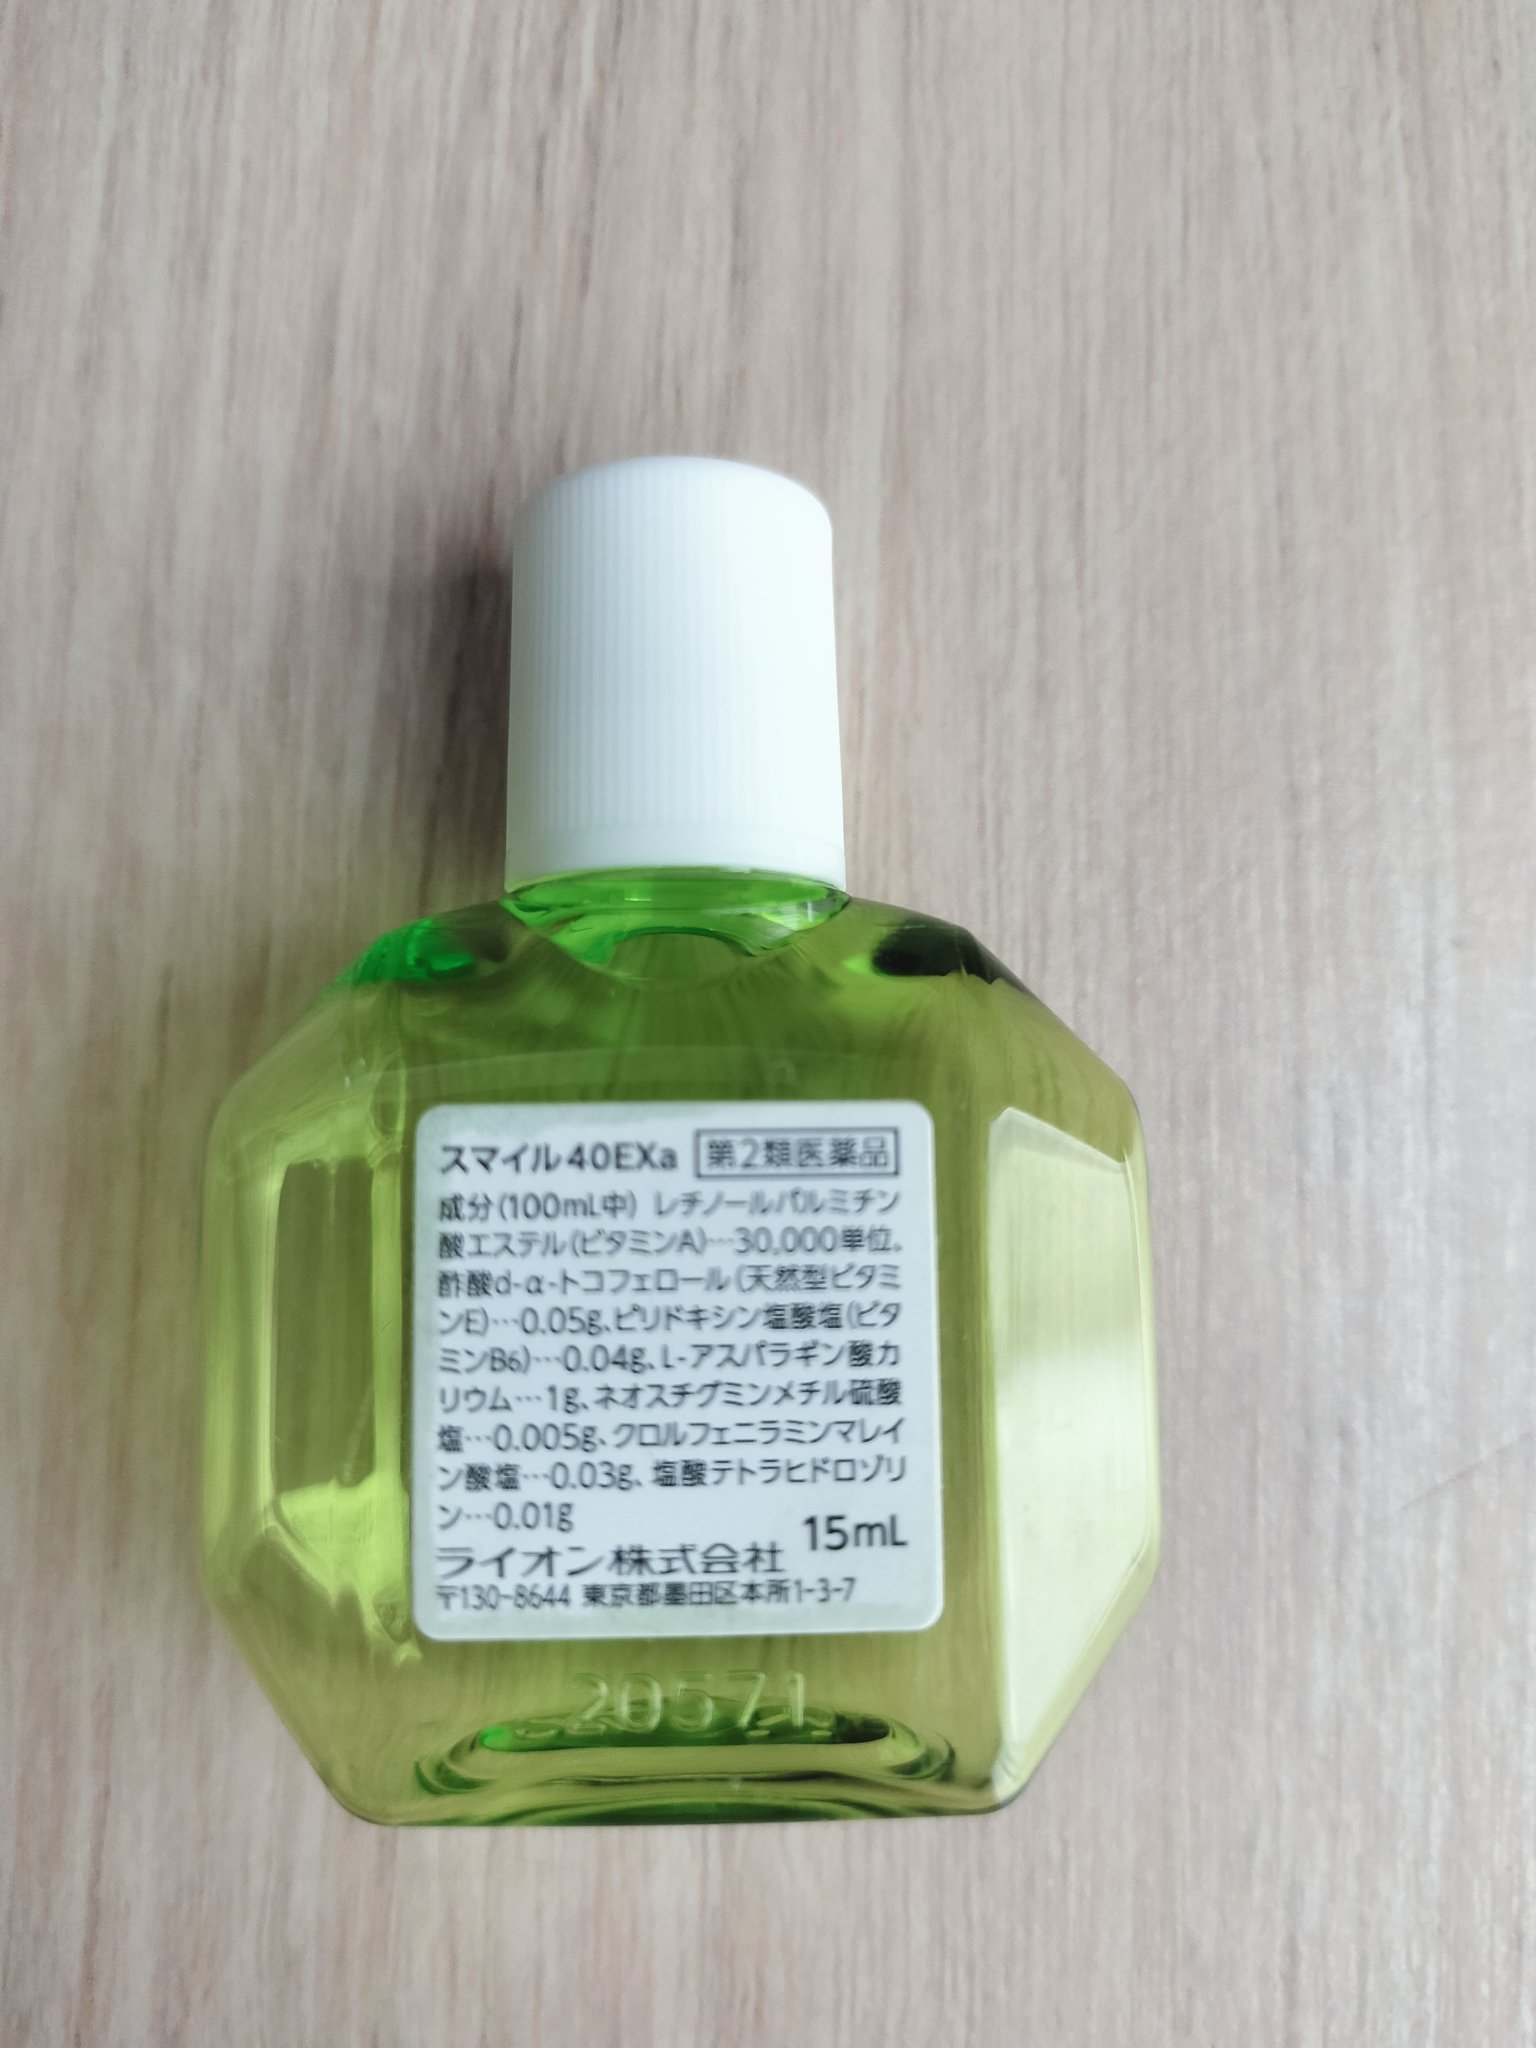 スマイル40EXa 第2類医薬品
成分(100mL中) レチノールパルミチン
酸エステル(ビタミンA)…30,000単位、
酢酸d-α-トコフェロール(天然型ビタミ
ンE)…0.05g、ピリドキシン塩酸塩(ビタ
ミンB6)…0.04g、L-アスパラギン酸カ
リウム…1g、ネオスチグミンメチル硫酸
塩…0.005g、クロルフェニラミンマレイ
ン酸塩…0.03g、塩酸テトラヒドロゾリ
ン…0.01g
15mL
ライオン株式会社
〒130-8644 東京都墨田区本所1-3-7
20571